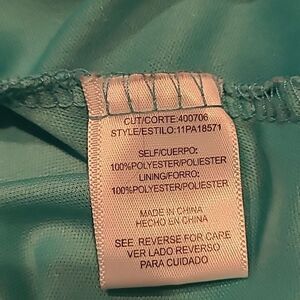 CUT/CORTE:400706
STYLE/ESTILO:11PA18571
SELF/CUERPO:
100%POLYESTER/POLIESTER
LINING/FORRO:
100%POLYESTER/POLIESTER
MADE IN CHINA
HECHO EN CHINA
SEE REVERSE FOR CARE
VER LADO REVERSO
PARA CUIDADO